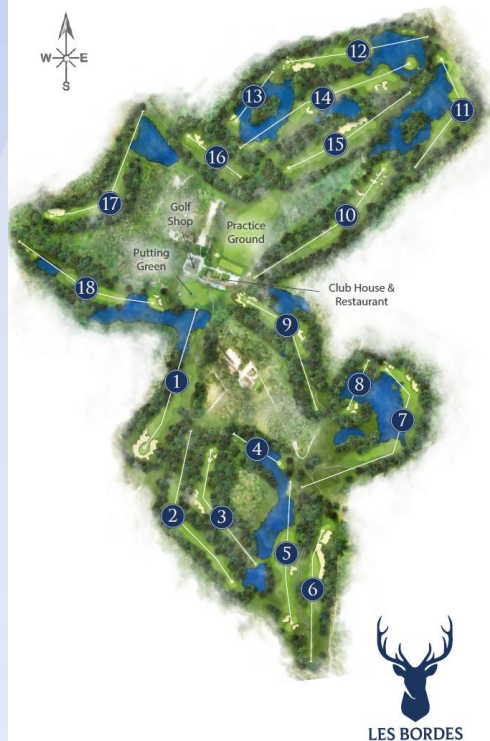 N
W
E
S
12
13
14
11
15
16
17
10
Golf
Shop
Practice
Ground
Putting
Green
Club House &
Restaurant
18
9
1
8
7
4
2
3
5
6
LES BORDES